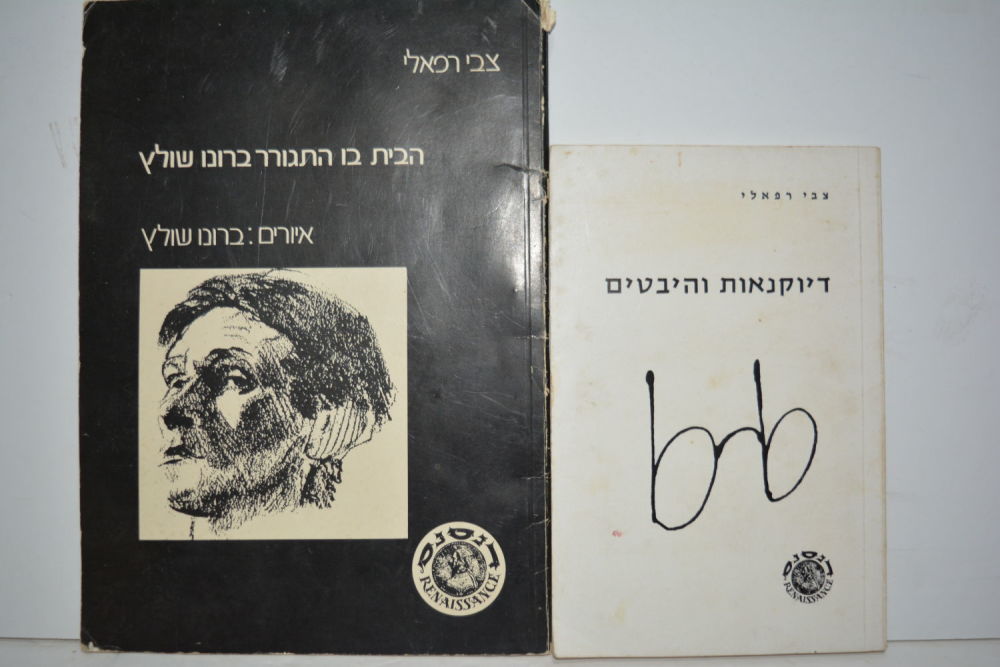 צבי רפאלי
הבית בו התגורר ברונו שולץ
איורים: ברונו שולץ
רנסנס
RENAISSANCE
צבי רפאלי
דיוקנאות והיבטים
רנסנס
RENAISSANCE